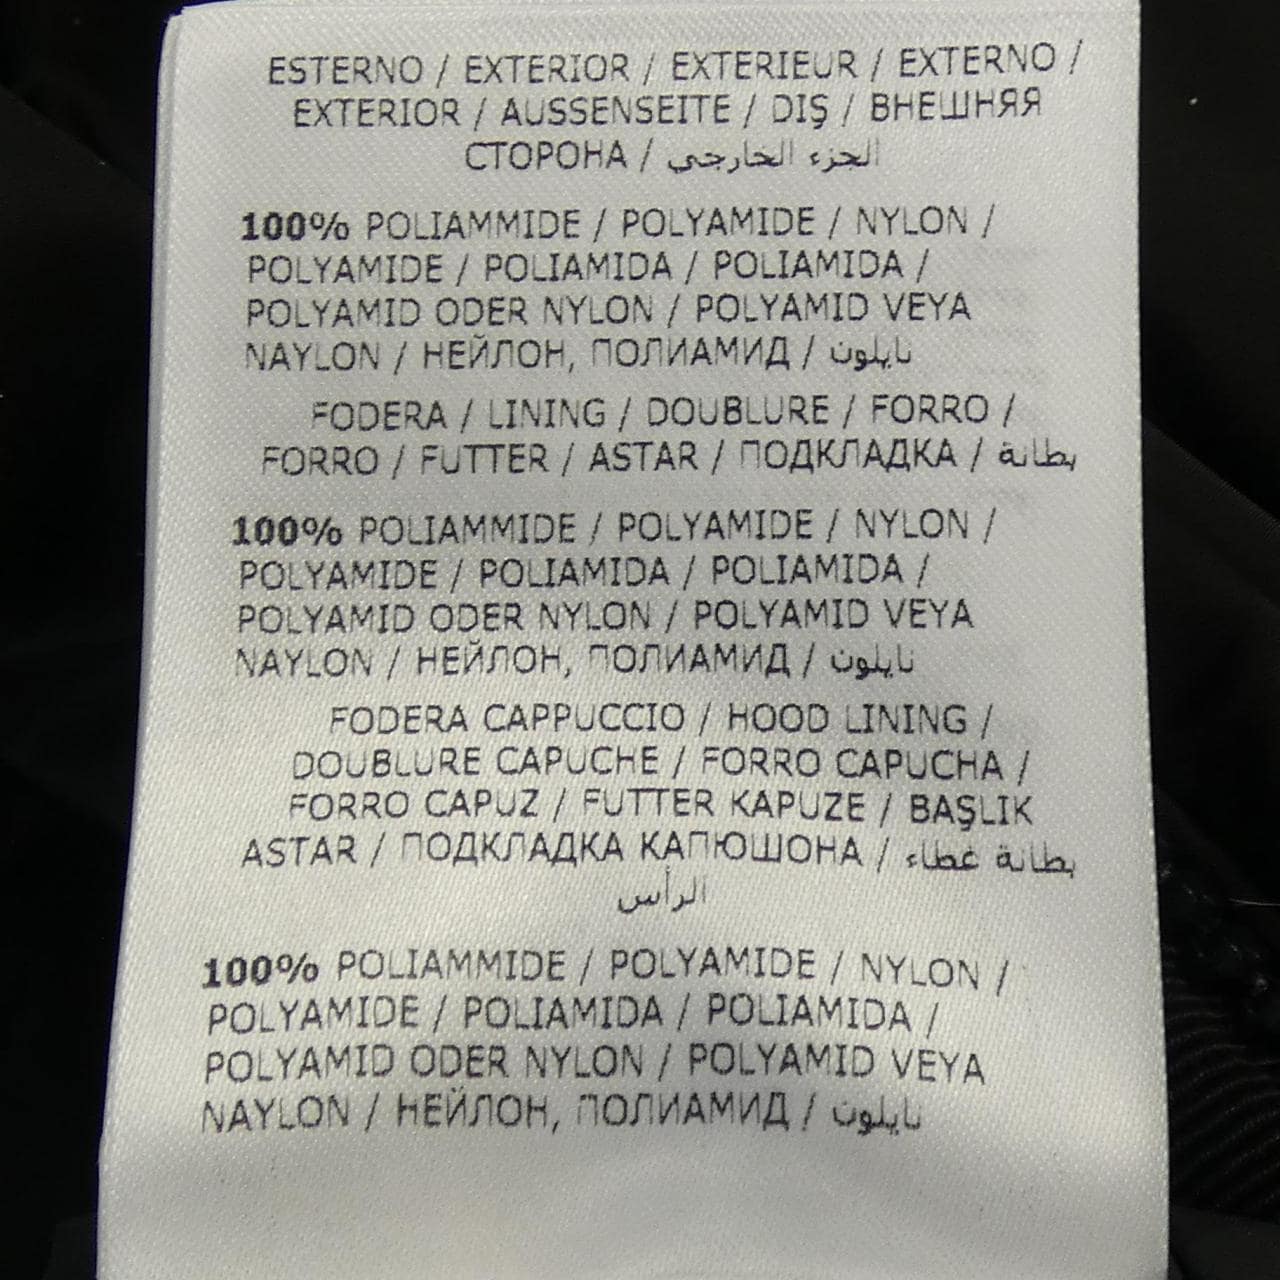 ESTERNO / EXTERIOR / EXTERIEUR / EXTERNO /
EXTERIOR / AUSSENSEITE / DIŞ / ВНЕШНЯЯ
СТОРОНА / الجزء الخارجي
100% POLIAMMIDE / POLYAMIDE / NYLON /
POLYAMIDE / POLIAMIDA / POLIAMIDA /
POLYAMID ODER NYLON / POLYAMID VEYA
NAYLON / НЕЙЛОН, ПОЛИАМИД / نايلون
FODERA / LINING / DOUBLURE / FORRO /
FORRO / FUTTER / ASTAR / ПОДКЛАДКА / بطانة
100% POLIAMMIDE / POLYAMIDE / NYLON /
POLYAMIDE / POLIAMIDA / POLIAMIDA /
POLYAMID ODER NYLON / POLYAMID VEYA
NAYLON / НЕЙЛОН, ПОЛИАМИД / نايلون
FODERA CAPPUCCIO / HOOD LINING /
DOUBLURE CAPUCHE / FORRO CAPUCHA /
FORRO CAPUZ / FUTTER KAPUZE / BAŞLIK
ASTAR / ПОДКЛАДКА КАПЮШОНА / بطانة غطاء
الرأس
100% POLIAMMIDE / POLYAMIDE / NYLON /
POLYAMIDE / POLIAMIDA / POLIAMIDA /
POLYAMID ODER NYLON / POLYAMID VEYA
NAYLON / НЕЙЛОН, ПОЛИАМИД / نايلون